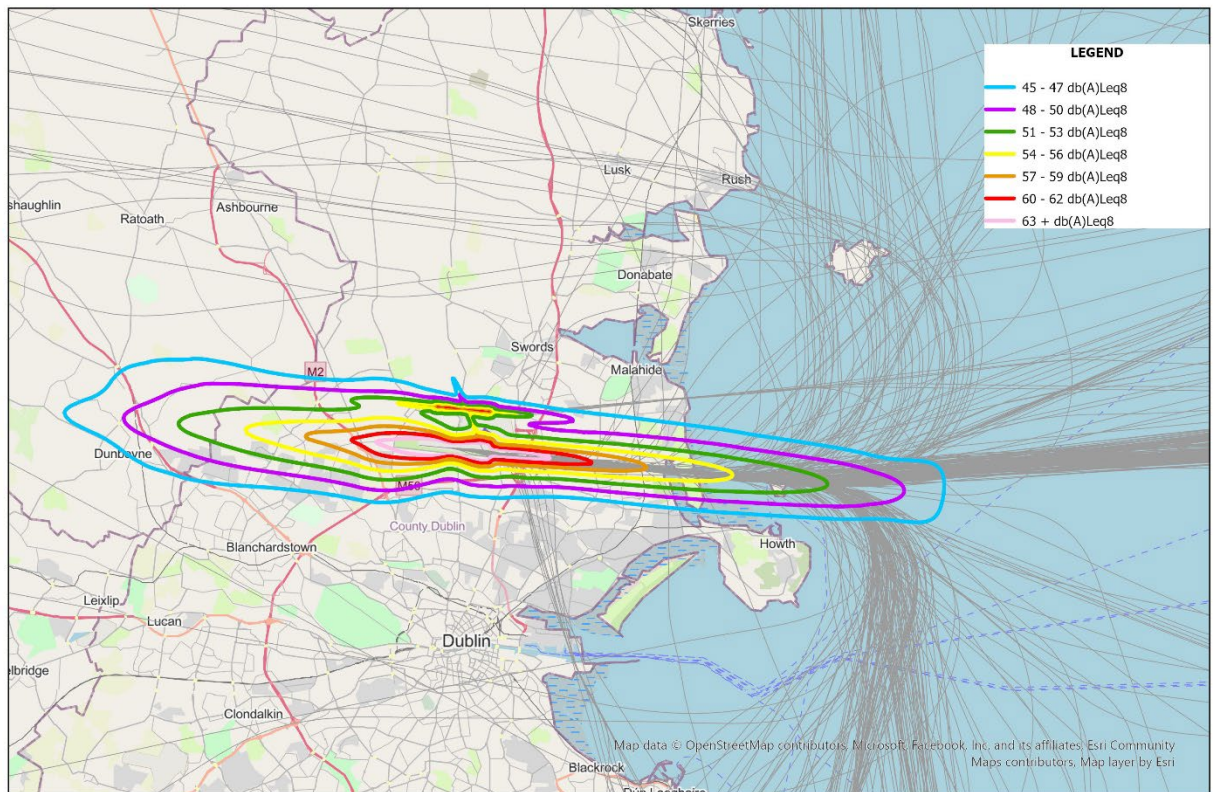 Skerries
LEGEND
45 - 47 db(A)Leq8
48 - 50 db(A)Leq8
51 - 53 db(A)Leq8
54 - 56 db(A)Leq8
57 - 59 db(A)Leq8
60 - 62 db(A)Leq8
63 + db(A)Leq8
Lusk
Rush
shaughlin
Ratoath
Ashbourne
Donabate
Swords
Malahide
M2
Dunboyne
M50
County Dublin
Blanchardstown
Howth
Leixlip
Lucan
Dublin
elbridge
Clondalkin
Map data © OpenStreetMap contributors, Microsoft, Facebook, Inc. and its affiliates, Esri Community
Maps contributors, Map layer by Esri
Blackrock
Dún Laoghaire